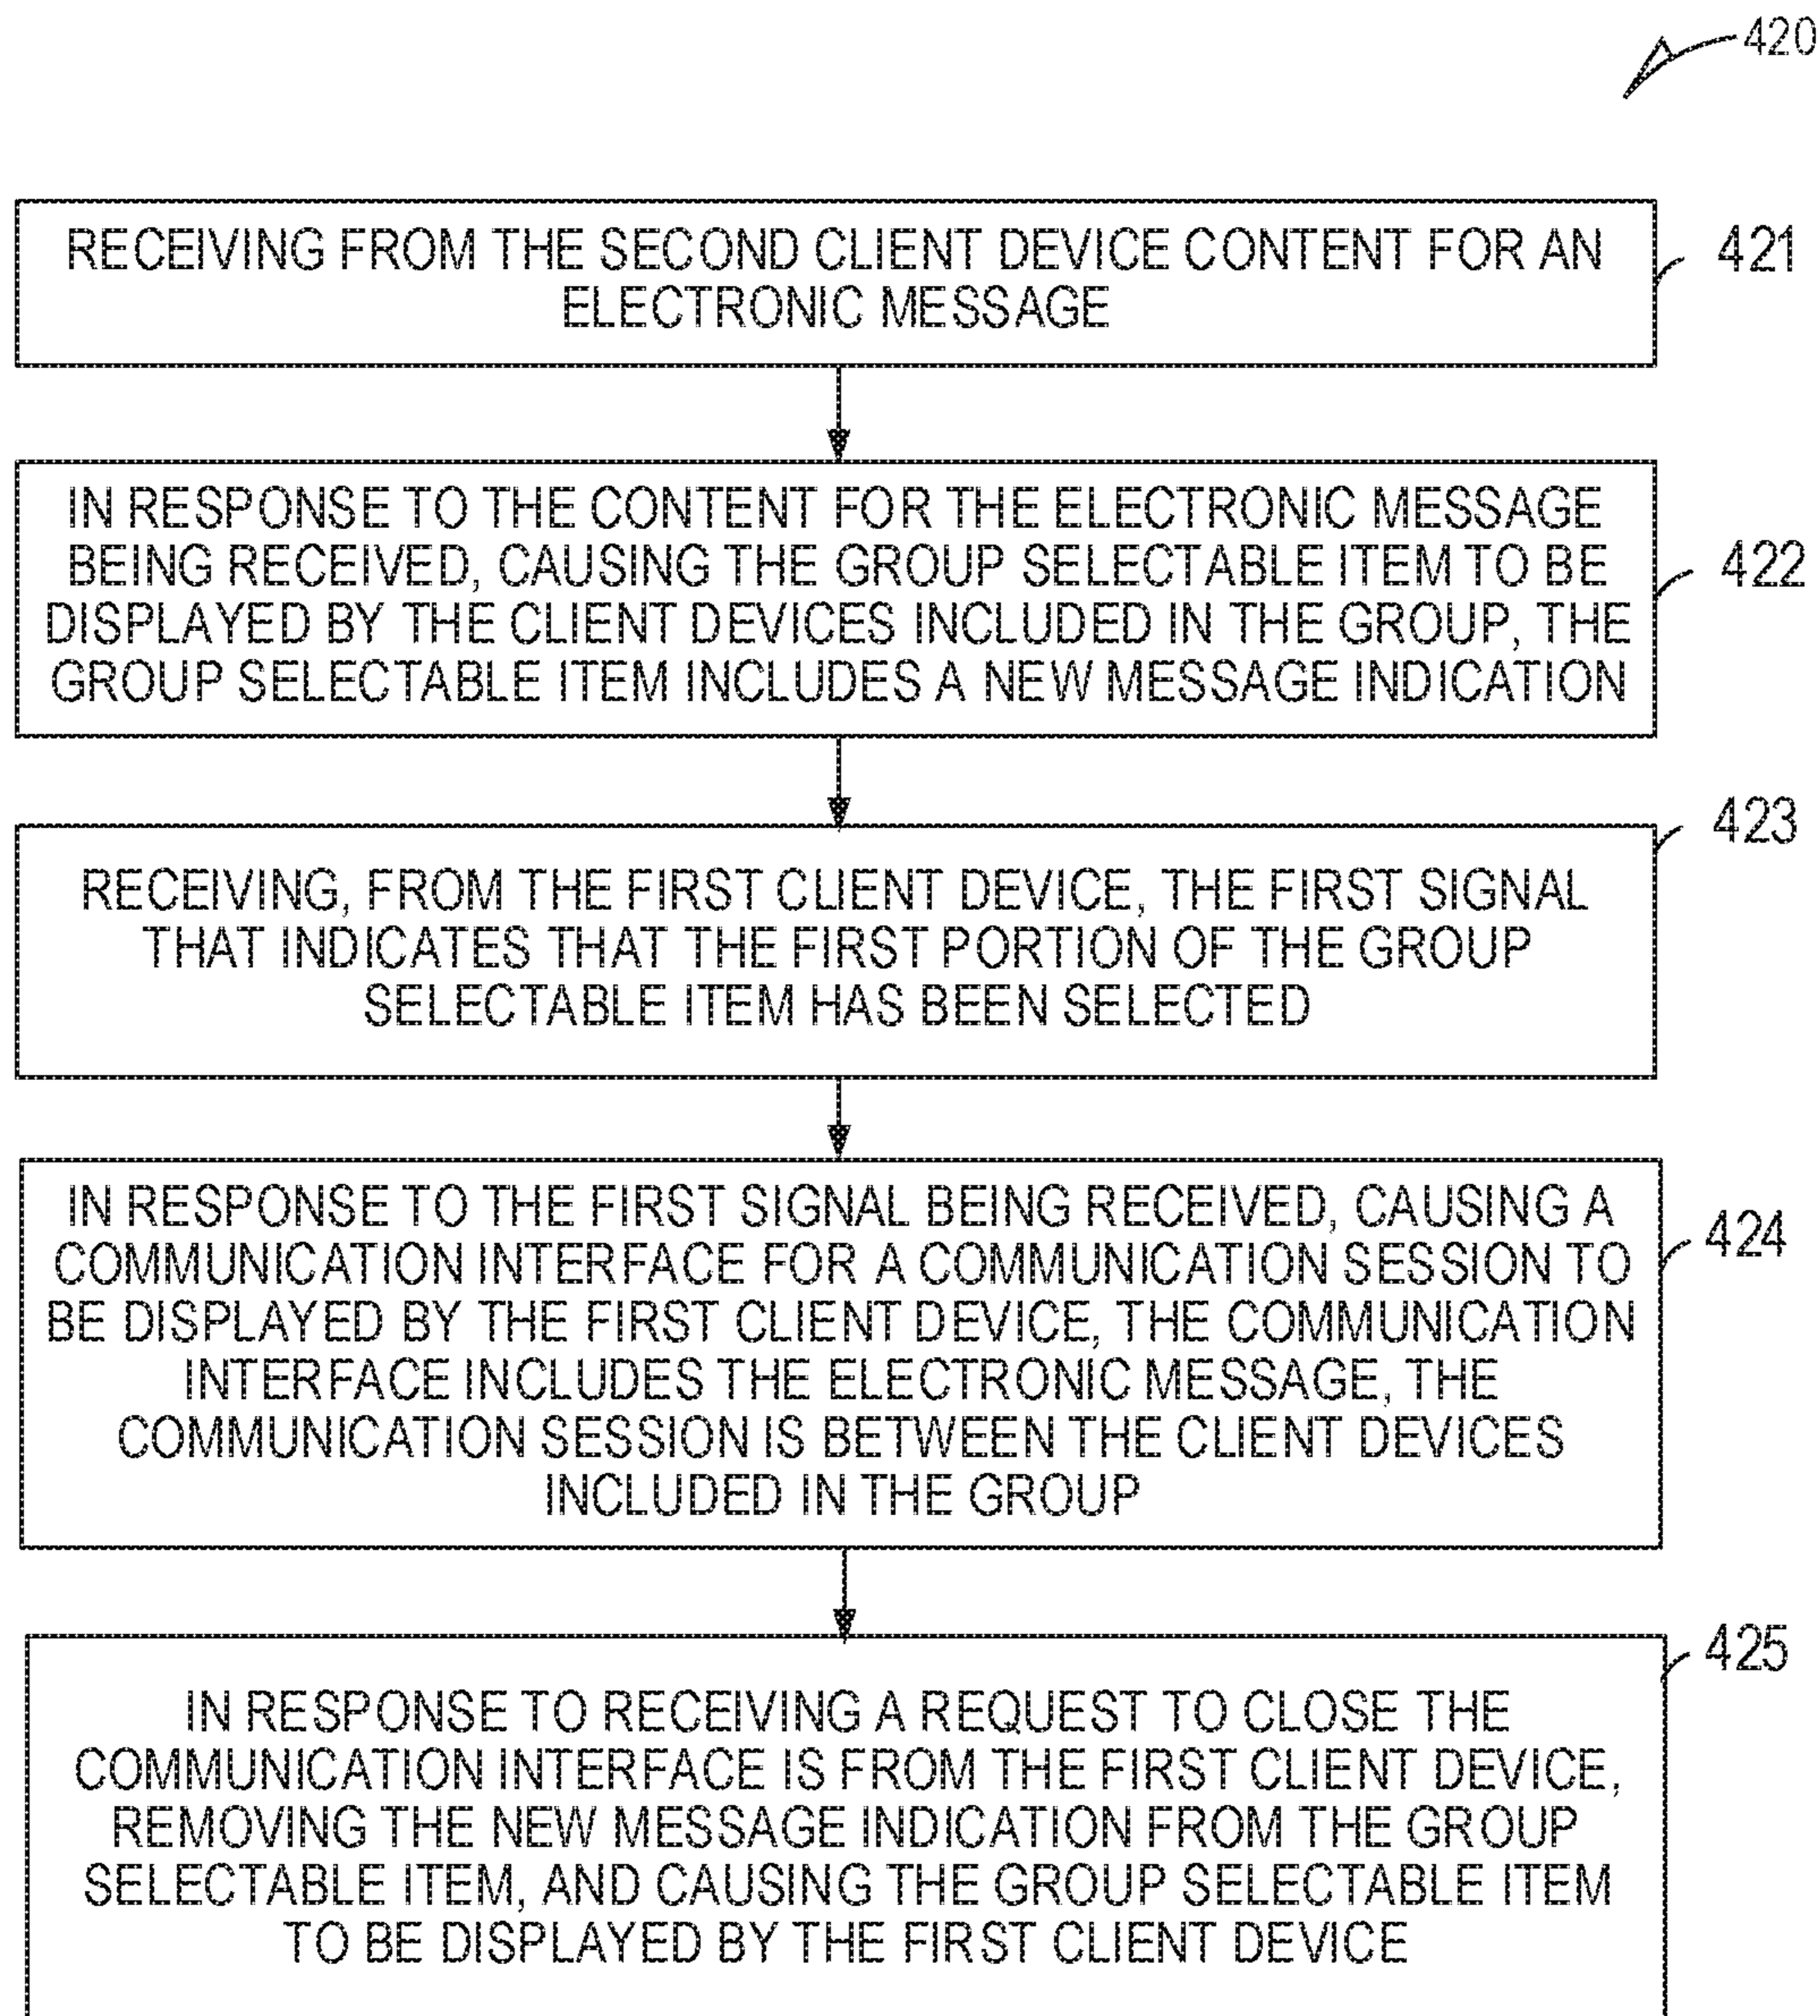 420
RECEIVING FROM THE SECOND CLIENT DEVICE CONTENT FOR AN
ELECTRONIC MESSAGE
421
IN RESPONSE TO THE CONTENT FOR THE ELECTRONIC MESSAGE
BEING RECEIVED, CAUSING THE GROUP SELECTABLE ITEM TO BE
DISPLAYED BY THE CLIENT DEVICES INCLUDED IN THE GROUP, THE
GROUP SELECTABLE ITEM INCLUDES A NEW MESSAGE INDICATION
422
RECEIVING, FROM THE FIRST CLIENT DEVICE, THE FIRST SIGNAL
THAT INDICATES THAT THE FIRST PORTION OF THE GROUP
SELECTABLE ITEM HAS BEEN SELECTED
423
IN RESPONSE TO THE FIRST SIGNAL BEING RECEIVED, CAUSING A
COMMUNICATION INTERFACE FOR A COMMUNICATION SESSION TO
BE DISPLAYED BY THE FIRST CLIENT DEVICE, THE COMMUNICATION
INTERFACE INCLUDES THE ELECTRONIC MESSAGE, THE
COMMUNICATION SESSION IS BETWEEN THE CLIENT DEVICES
INCLUDED IN THE GROUP
424
IN RESPONSE TO RECEIVING A REQUEST TO CLOSE THE
COMMUNICATION INTERFACE IS FROM THE FIRST CLIENT DEVICE,
REMOVING THE NEW MESSAGE INDICATION FROM THE GROUP
SELECTABLE ITEM, AND CAUSING THE GROUP SELECTABLE ITEM
TO BE DISPLAYED BY THE FIRST CLIENT DEVICE
425